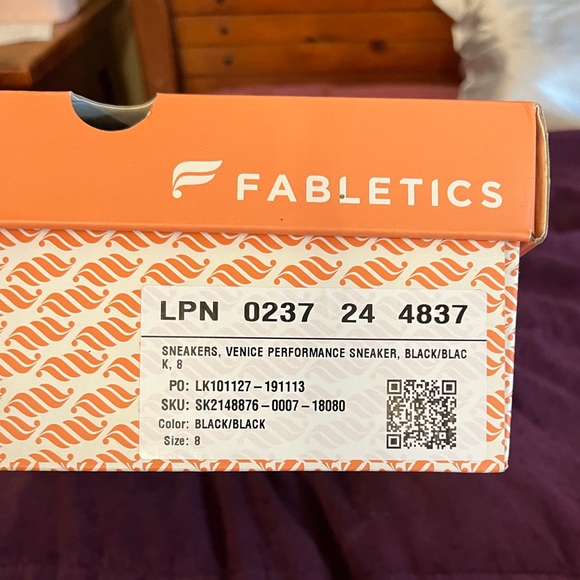 FABLETICS
LPN 0237 24 4837
SNEAKERS, VENICE PERFORMANCE SNEAKER, BLACK/BLAC
K, 8
PO: LK101127-191113
SKU: SK2148876-0007-18080
Color: BLACK/BLACK
Size: 8